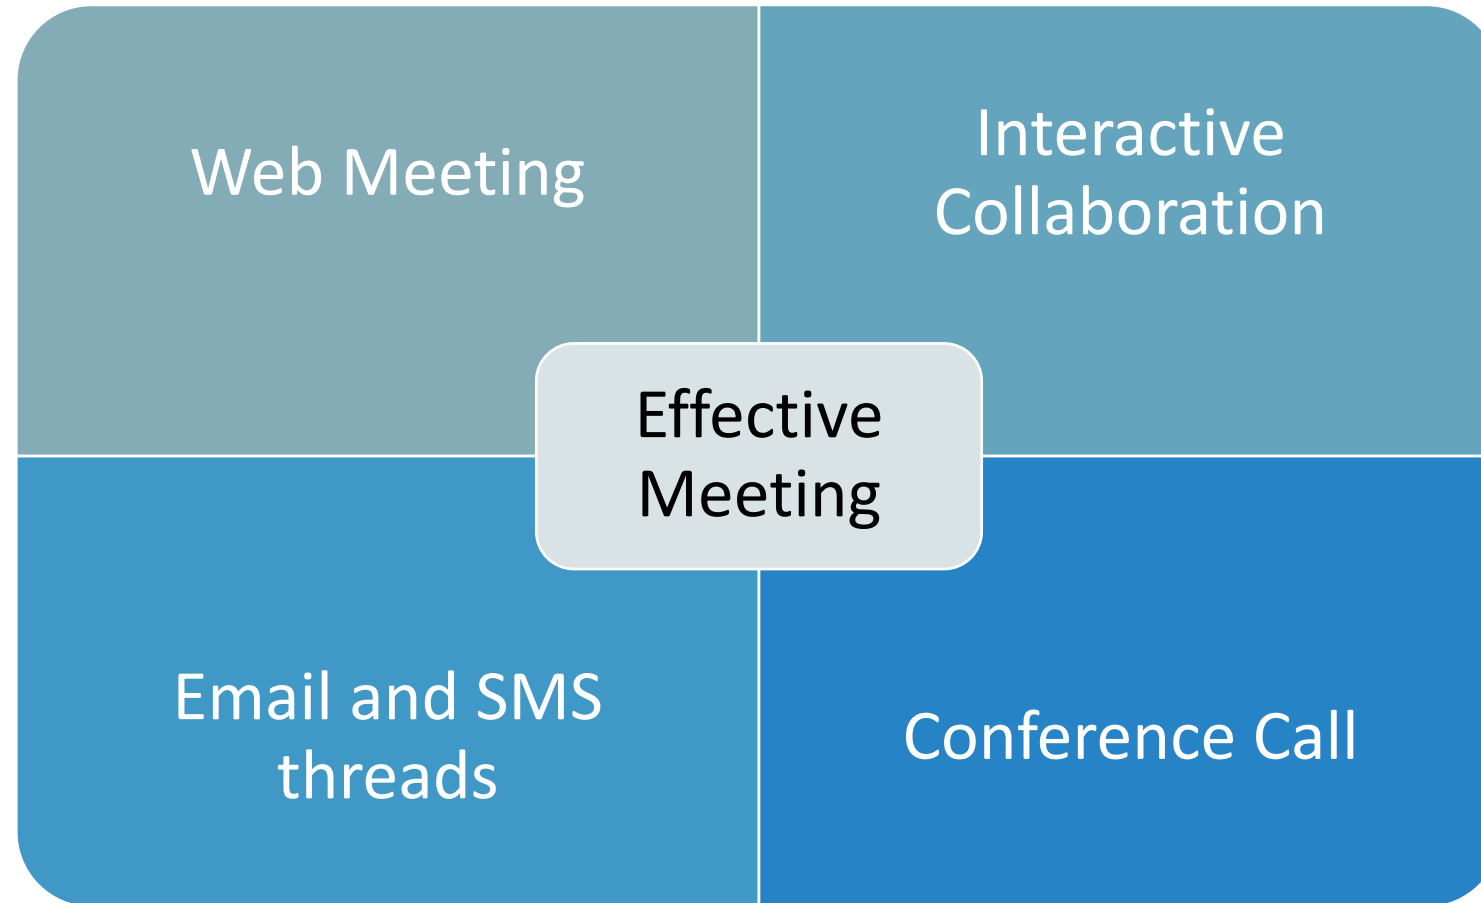 Web Meeting
Interactive
Collaboration
Effective
Meeting
Email and SMS
threads
Conference Call